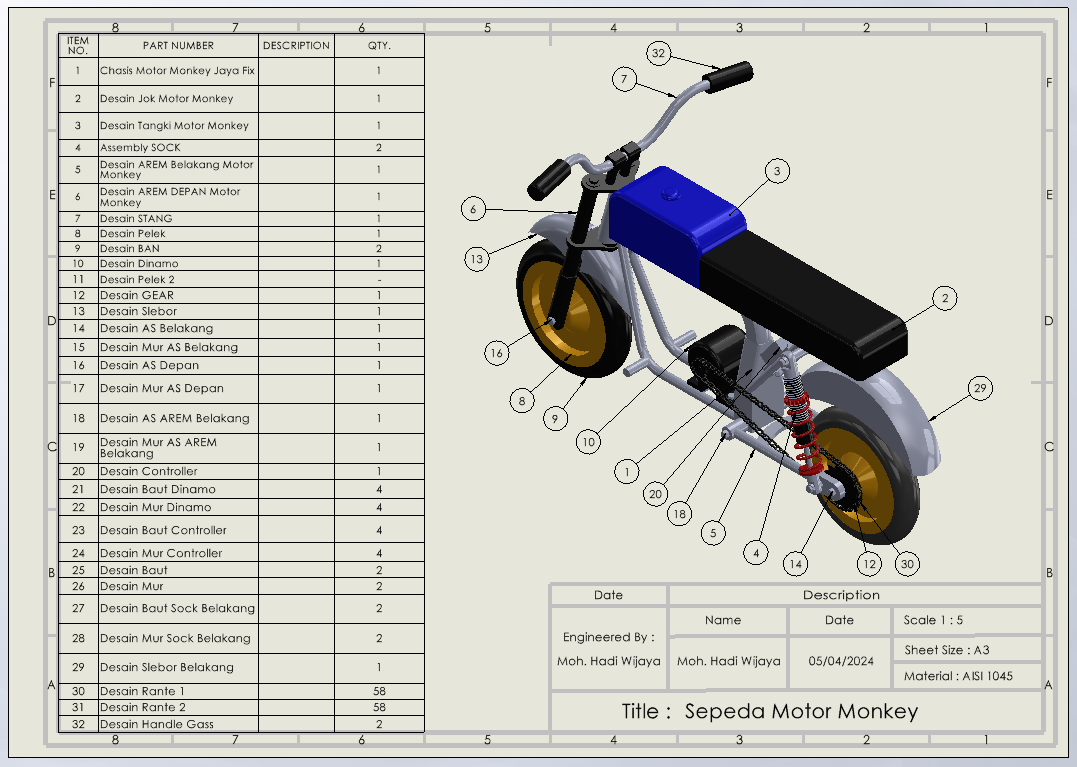 8 7 6 5 4 3 2 1
F
E
D
C
B
A
ITEM NO. PART NUMBER DESCRIPTION QTY.
1 Chasis Motor Monkey Jaya Fix 1
2 Desain Jok Motor Monkey 1
3 Desain Tangki Motor Monkey 1
4 Assembly SOCK 2
5 Desain AREM Belakang Motor Monkey 1
6 Desain AREM DEPAN Motor Monkey 1
7 Desain STANG 1
8 Desain Pelek 1
9 Desain BAN 2
10 Desain Dinamo 1
11 Desain Pelek 2 -
12 Desain GEAR 1
13 Desain Slebor 1
14 Desain AS Belakang 1
15 Desain Mur AS Belakang 1
16 Desain AS Depan 1
17 Desain Mur AS Depan 1
18 Desain AS AREM Belakang 1
19 Desain Mur AS AREM Belakang 1
20 Desain Controller 1
21 Desain Baut Dinamo 4
22 Desain Mur Dinamo 4
23 Desain Baut Controller 4
24 Desain Mur Controller 4
25 Desain Baut 2
26 Desain Mur 2
27 Desain Baut Sock Belakang 2
28 Desain Mur Sock Belakang 2
29 Desain Slebor Belakang 1
30 Desain Rante 1 58
31 Desain Rante 2 58
32 Desain Handle Gass 2
32
7
3
6
13
2
16
8
9
29
10
1
20
18
5
4
14
12
30
F
E
D
C
B
A
Date Description
Engineered By :
Moh. Hadi Wijaya
Name Date Scale 1 : 5
Moh. Hadi Wijaya 05/04/2024
Sheet Size : A3
Material : AISI 1045
Title : Sepeda Motor Monkey
8 7 6 5 4 3 2 1